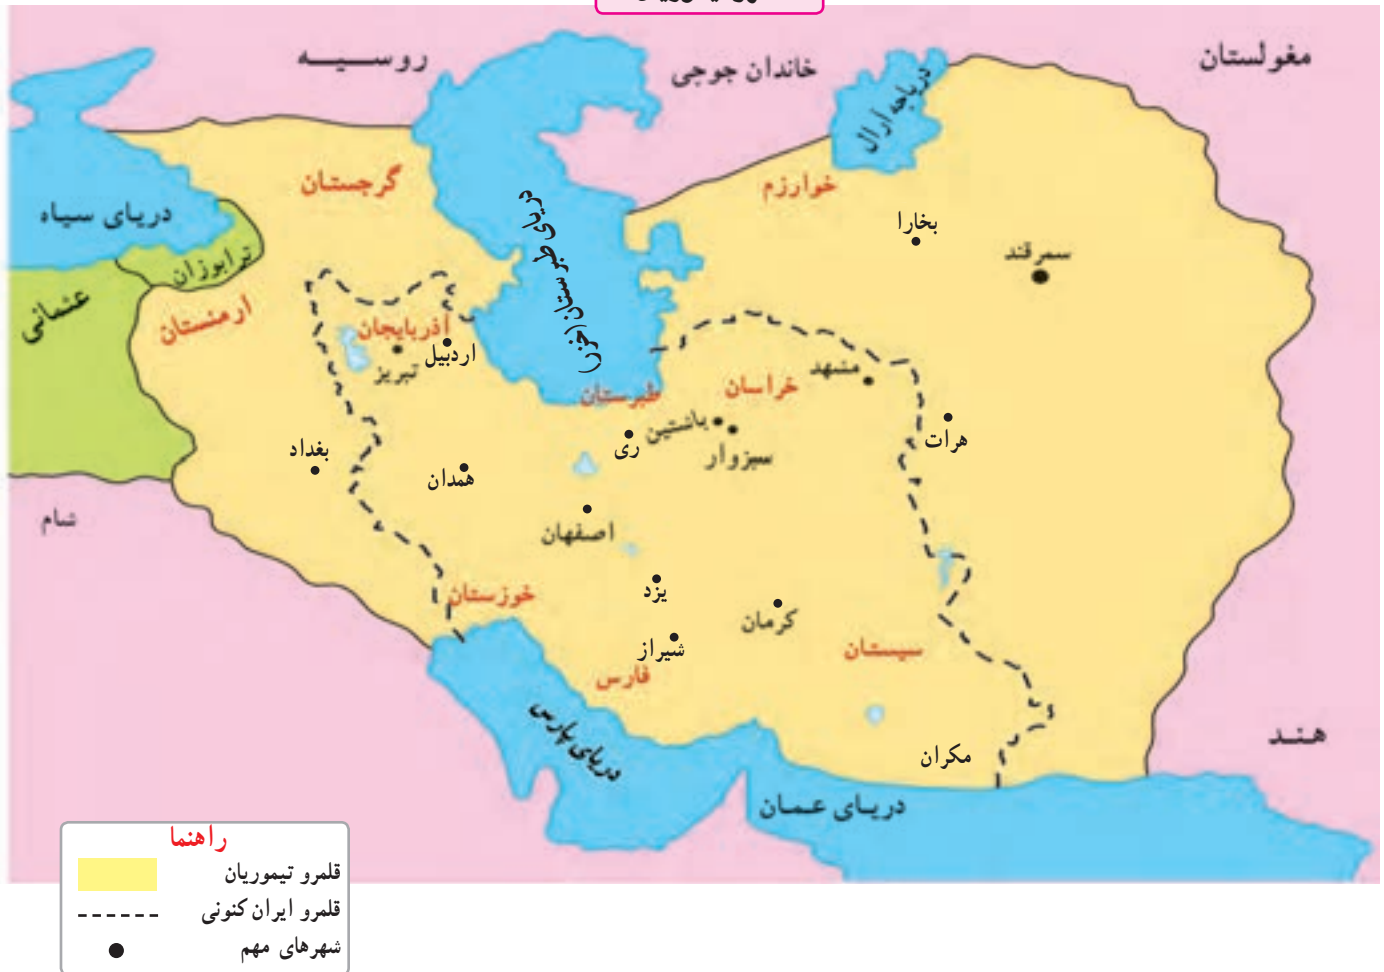 روسیه
خاندان جوجی
مغولستان
دریاچه آرال
گرجستان
خوارزم
دریای سیاه
بخارا
سمرقند
ترابوزان
دریای طبرستان (خزر)
عثمانی
ارمنستان
آذربایجان
اردبیل
تبریز
مشهد
خراسان
طبرستان
باشتین
سبزوار
ری
هرات
بغداد
همدان
اصفهان
شام
خوزستان
یزد
کرمان
شیراز
سیستان
فارس
دریای پارس
مکران
هند
دریای عمان
راهنما
قلمرو تیموریان
قلمرو ایران کنونی
شهرهای مهم